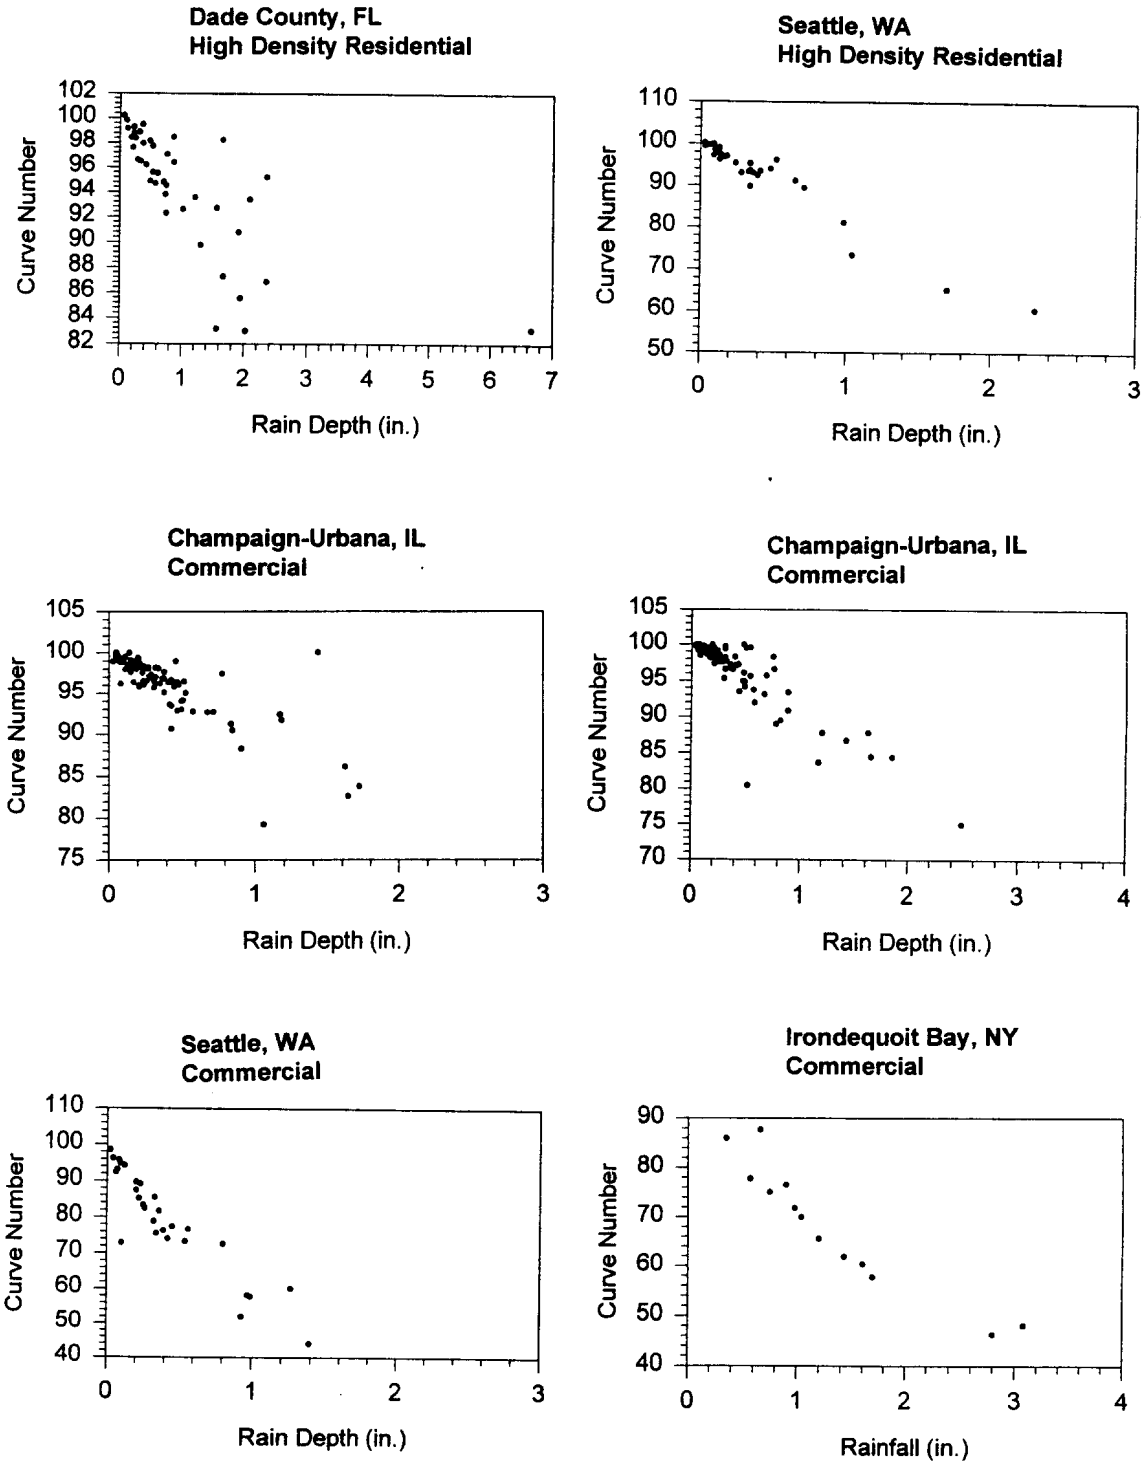 Dade County, FL
High Density Residential
102
100
98
96
94
92
90
88
86
84
82
Curve Number
0 1 2 3 4 5 6 7
Rain Depth (in.)
Seattle, WA
High Density Residential
110
100
90
80
70
60
50
Curve Number
0 1 2 3
Rain Depth (in.)
Champaign-Urbana, IL
Commercial
105
100
95
90
85
80
75
Curve Number
0 1 2 3
Rain Depth (in.)
Champaign-Urbana, IL
Commercial
105
100
95
90
85
80
75
70
Curve Number
0 1 2 3 4
Rain Depth (in.)
Seattle, WA
Commercial
110
100
90
80
70
60
50
40
Curve Number
0 1 2 3
Rain Depth (in.)
Irondequoit Bay, NY
Commercial
90
80
70
60
50
40
Curve Number
0 1 2 3 4
Rainfall (in.)